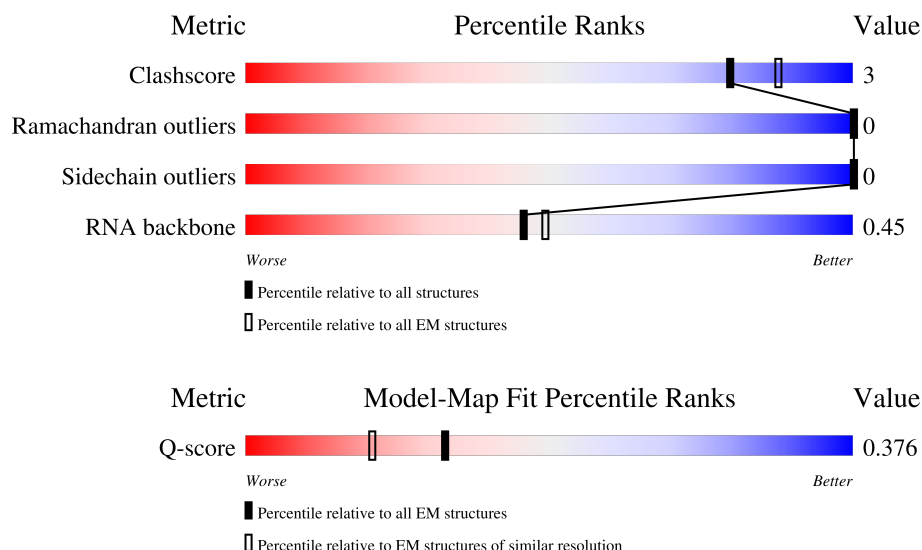 Metric Percentile Ranks Value
Clashscore 3
Ramachandran outliers 0
Sidechain outliers 0
RNA backbone 0.45
Worse Better
Percentile relative to all structures
Percentile relative to all EM structures
Metric Model-Map Fit Percentile Ranks Value
Q-score 0.376
Worse Better
Percentile relative to all EM structures
Percentile relative to EM structures of similar resolution